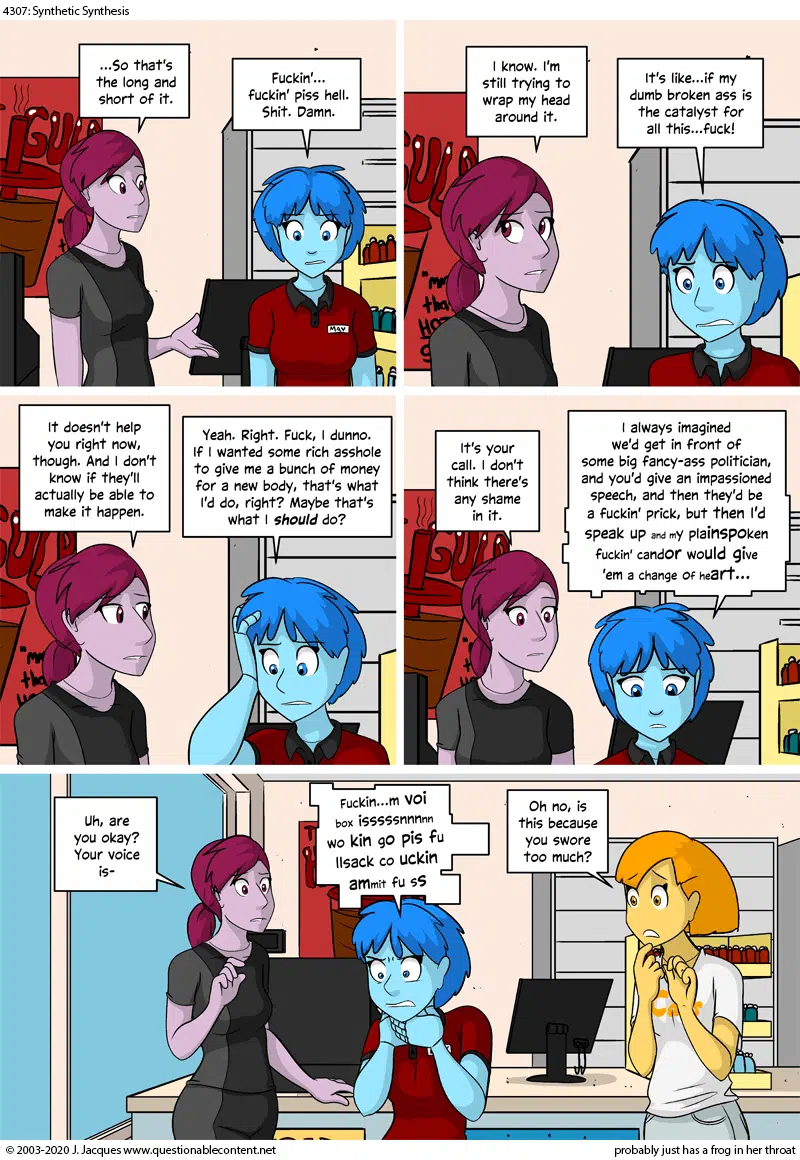 4307: Synthetic Synthesis
...So that's
the long and
short of it.
Fuckin'...
fuckin' piss hell.
Shit. Damn.
GULP
MAY
I know. I'm
still trying to
wrap my head
around it.
It's like...if my
dumb broken ass is
the catalyst for
all this...fuck!
It doesn't help
you right now,
though. And I don't
know if they'll
actually be able to
make it happen.
Yeah. Right. Fuck, I dunno.
If I wanted some rich asshole
to give me a bunch of money
for a new body, that's what
I'd do, right? Maybe that's
what I should do?
It's your
call. I don't
think there's
any shame
in it.
I always imagined
we'd get in front of
some big fancy-ass politician,
and you'd give an impassioned
speech, and then they'd be
a fuckin' prick, but then I'd
speak up and my plainspoken
fuckin' candor would give
'em a change of heart...
Uh, are
you okay?
Your voice
is-
Fuckin...m voi
box isssssnnnnn
wo kin go pis fu
llsack co uckin
ammit fu ss
Oh no, is
this because
you swore
too much?
© 2003-2020 J. Jacques www.questionablecontent.net
probably just has a frog in her throat